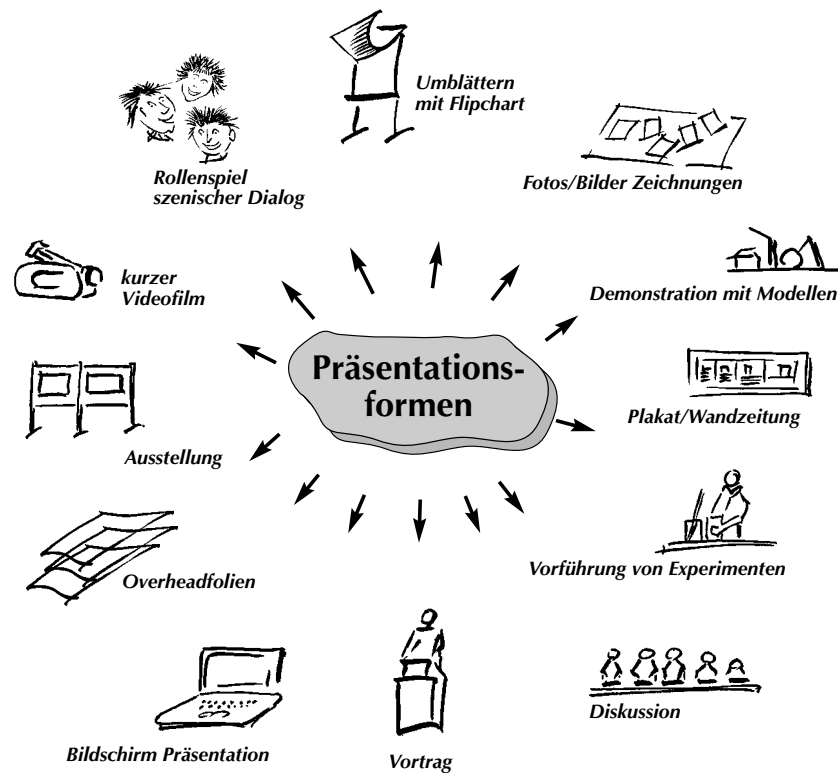 Umblättern
mit Flipchart
Rollenspiel
szenischer Dialog
Fotos/Bilder Zeichnungen
kurzer
Videofilm
Demonstration mit Modellen
Präsentations-
formen
Plakat/Wandzeitung
Ausstellung
Vorführung von Experimenten
Overheadfolien
Diskussion
Bildschirm Präsentation
Vortrag